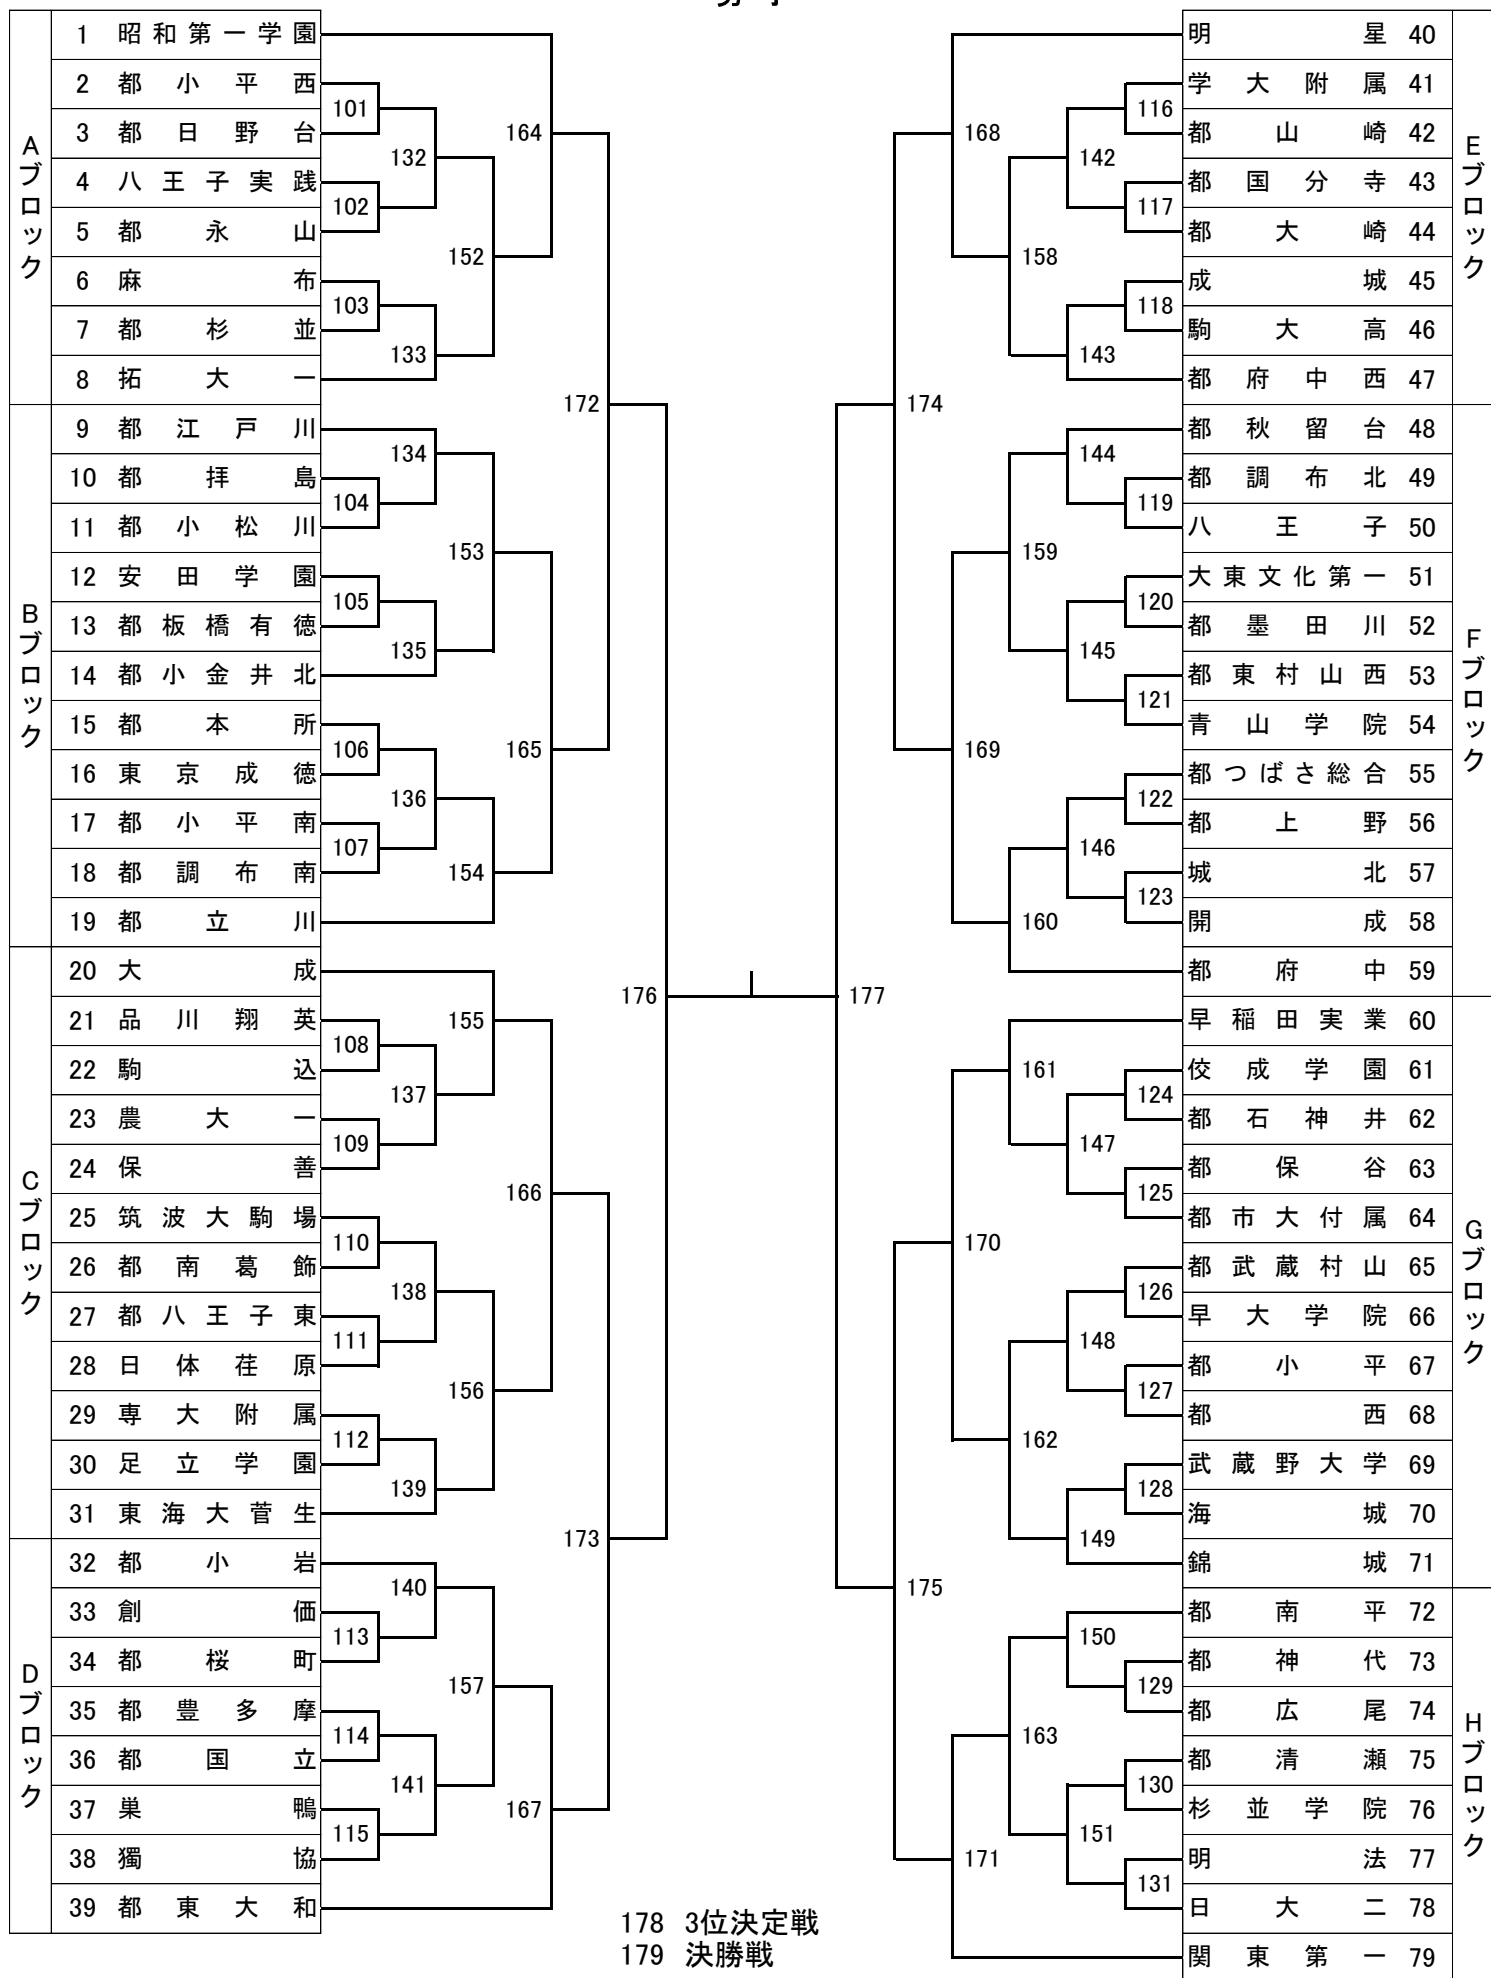 Aブロック
1 昭和第一学園
2 都小平西
3 都日野台
4 八王子実践
5 都永山
6 麻布
7 都杉並
8 拓大一
Bブロック
9 都江戸川
10 都拝島
11 都小松川
12 安田学園
13 都板橋有徳
14 都小金井北
15 都本所
16 東京成徳
17 都小平南
18 都調布南
19 都立川
Cブロック
20 大成
21 品川翔英
22 駒込
23 農大一
24 保善
25 筑波大駒場
26 都南葛飾
27 都八王子東
28 日体荏原
29 専大附属
30 足立学園
31 東海大菅生
Dブロック
32 都小岩
33 創価
34 都桜町
35 都豊多摩
36 都国立
37 巣鴨
38 獨協
39 都東大和
101
102
103
104
105
106
107
108
109
110
111
112
113
114
115
132
133
134
135
136
137
138
139
140
141
152
153
154
155
156
157
164
165
166
167
172
173
176
177
174
175
168
169
170
171
158
159
160
161
162
163
142
143
144
145
146
147
148
149
150
151
116
117
118
119
120
121
122
123
124
125
126
127
128
129
130
131
明星 40
学大附属 41
都山崎 42
都国分寺 43
都大崎 44
成城 45
駒大高 46
都府中西 47
Eブロック
都秋留台 48
都調布北 49
八王子 50
大東文化第一 51
都墨田川 52
都東村山西 53
青山学院 54
都つばさ総合 55
都上野 56
城北 57
開成 58
都府中 59
Fブロック
早稲田実業 60
佼成学園 61
都石神井 62
都保谷 63
都市大付属 64
都武蔵村山 65
早大学院 66
都小平 67
都西 68
武蔵野大学 69
海城 70
錦城 71
Gブロック
都南平 72
都神代 73
都広尾 74
都清瀬 75
杉並学院 76
明法 77
日大二 78
関東第一 79
Hブロック
178 3位決定戦
179 決勝戦